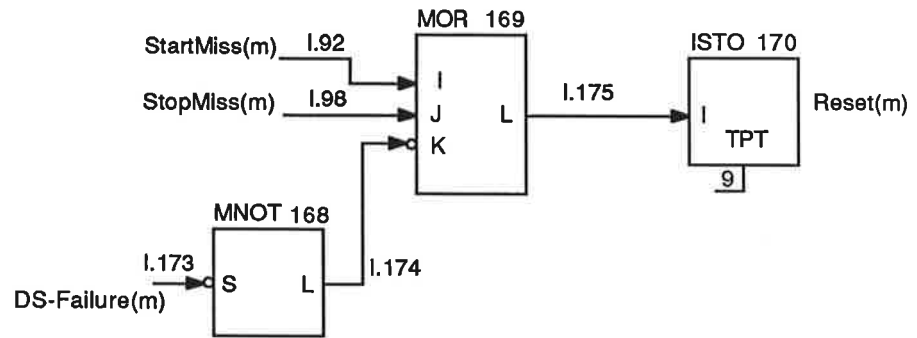 MOR 169
StartMiss(m) I.92
ISTO 170
I
StopMiss(m) I.98
J L
I.175
I
Reset(m)
K
TPT
9
MNOT 168
I.173
S L
I.174
DS-Failure(m)